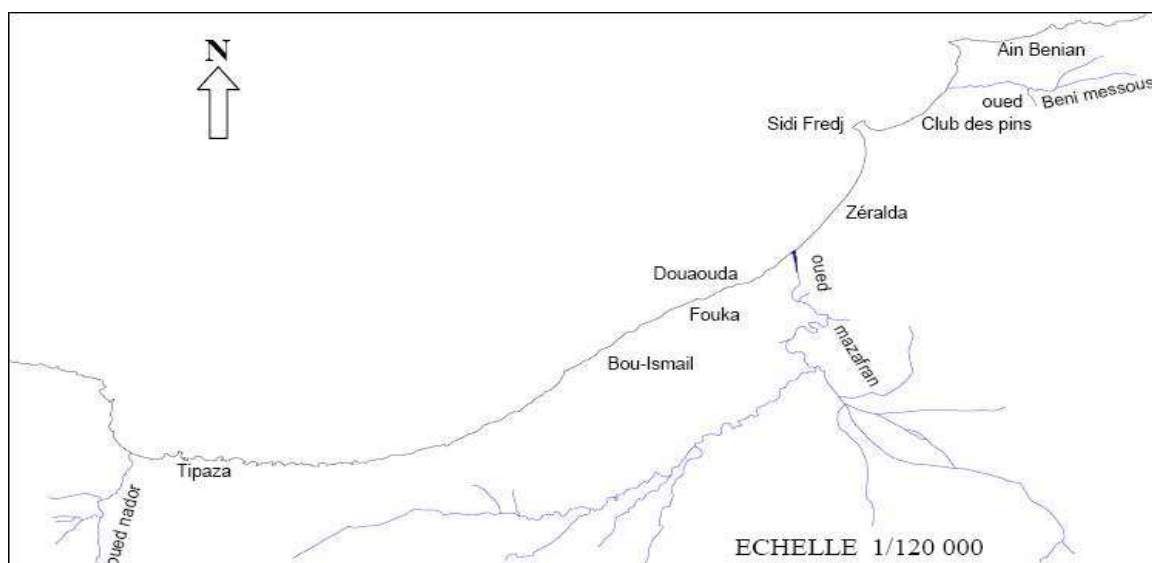 N
Ain Benian
oued Beni messous
Sidi Fredj
Club des pins
Zéralda
oued mazafran
Douaouda
Fouka
Bou-Ismail
Tipaza
oued nador
ECHELLE 1/120 000